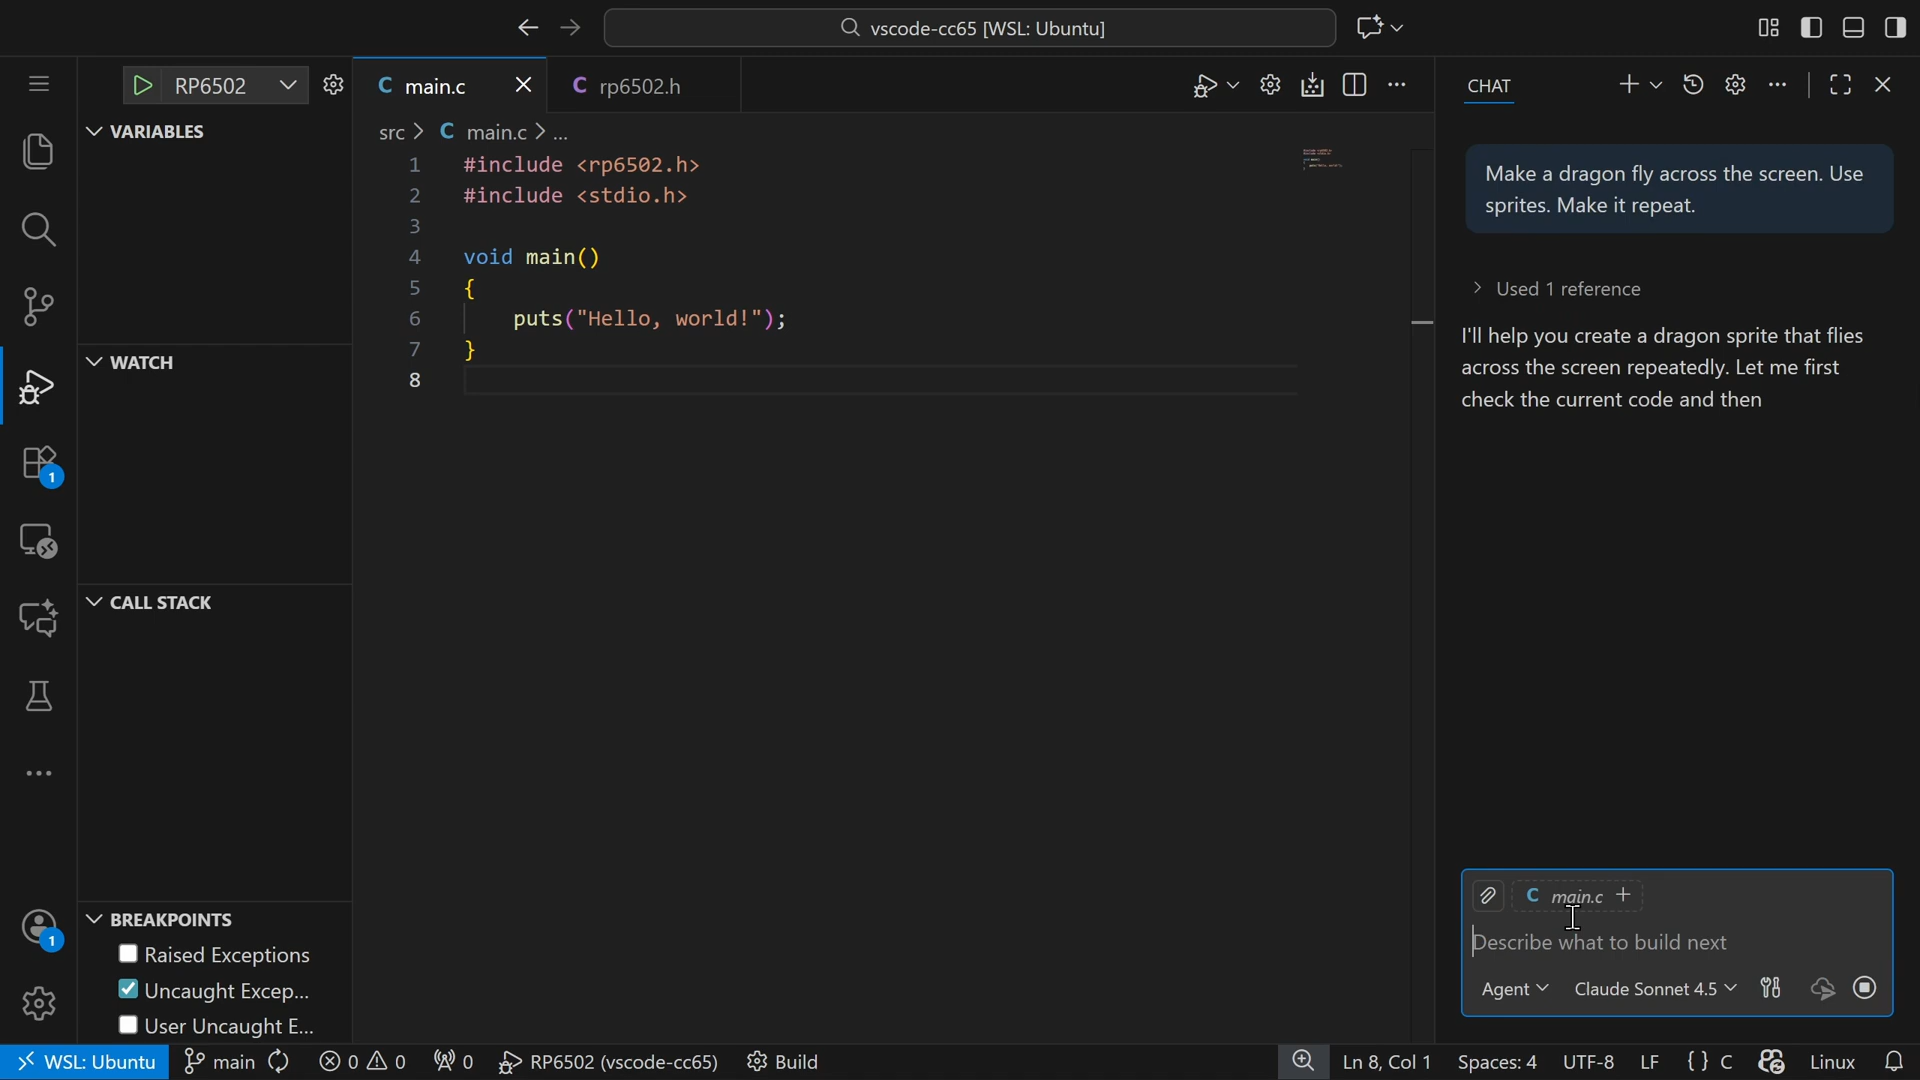 vscode-cc65 [WSL: Ubuntu]
RP6502
main.c
rp6502.h
CHAT
VARIABLES
src > C main.c > ...
1 #include <rp6502.h>
2 #include <stdio.h>
3
4 void main()
5 {
6 puts("Hello, world!");
7 }
8
WATCH
CALL STACK
BREAKPOINTS
Raised Exceptions
Uncaught Excep...
User Uncaught E...
1
1
Make a dragon fly across the screen. Use
sprites. Make it repeat.
Used 1 reference
I'll help you create a dragon sprite that flies
across the screen repeatedly. Let me first
check the current code and then
C main.c
Describe what to build next
Agent Claude Sonnet 4.5
WSL: Ubuntu main 0 0 0 RP6502 (vscode-cc65) Build Ln 8, Col 1 Spaces: 4 UTF-8 LF {} C Linux